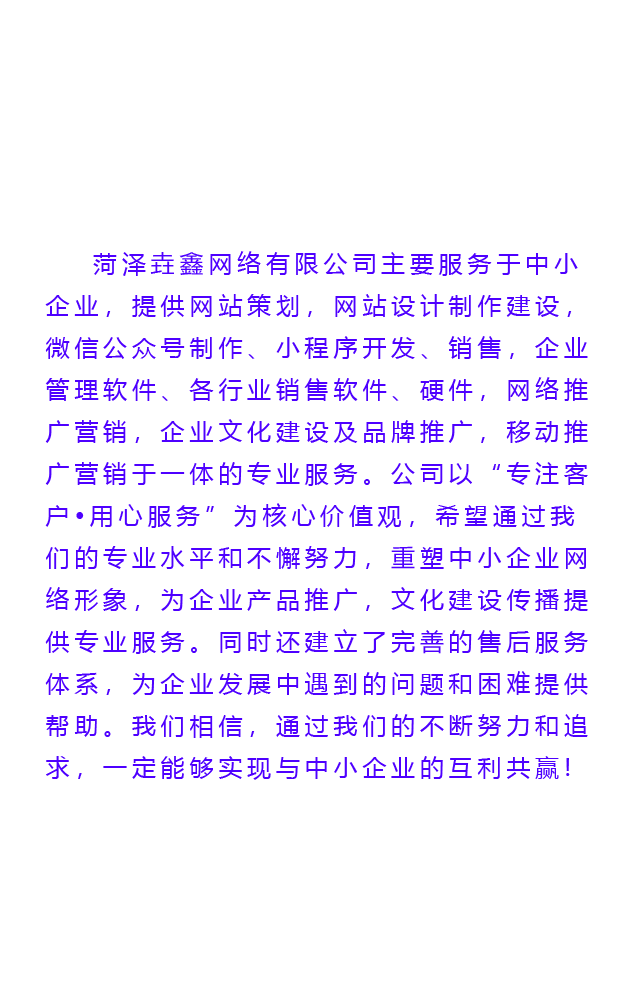 菏泽垚鑫网络有限公司主要服务于中小
企业，提供网站策划，网站设计制作建设，
微信公众号制作、小程序开发、销售，企业
管理软件、各行业销售软件、硬件，网络推
广营销，企业文化建设及品牌推广，移动推
广营销于一体的专业服务。公司以“专注客
户•用心服务”为核心价值观，希望通过我
们的专业水平和不懈努力，重塑中小企业网
络形象，为企业产品推广，文化建设传播提
供专业服务。同时还建立了完善的售后服务
体系，为企业发展中遇到的问题和困难提供
帮助。我们相信，通过我们的不断努力和追
求，一定能够实现与中小企业的互利共赢！